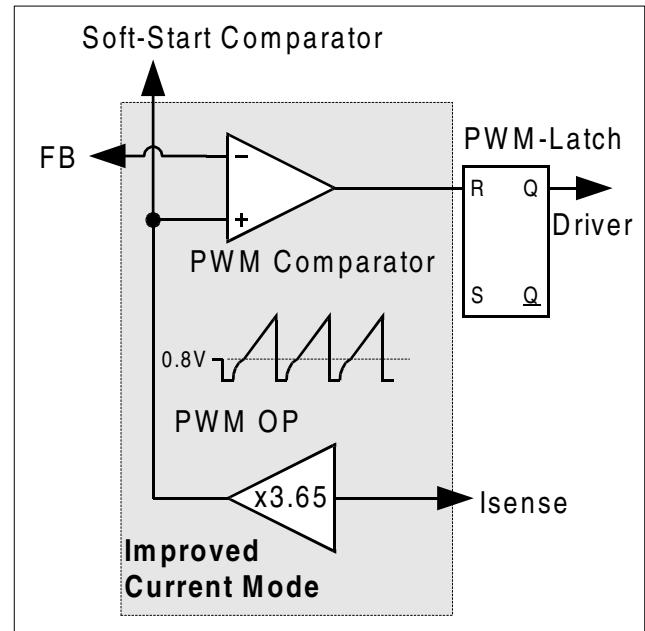 Soft-Start Comparator
FB
PWM-Latch
−
+
R Q
Driver
PWM Comparator
S Q
0.8V
PWM OP
x3.65
Isense
Improved
Current Mode